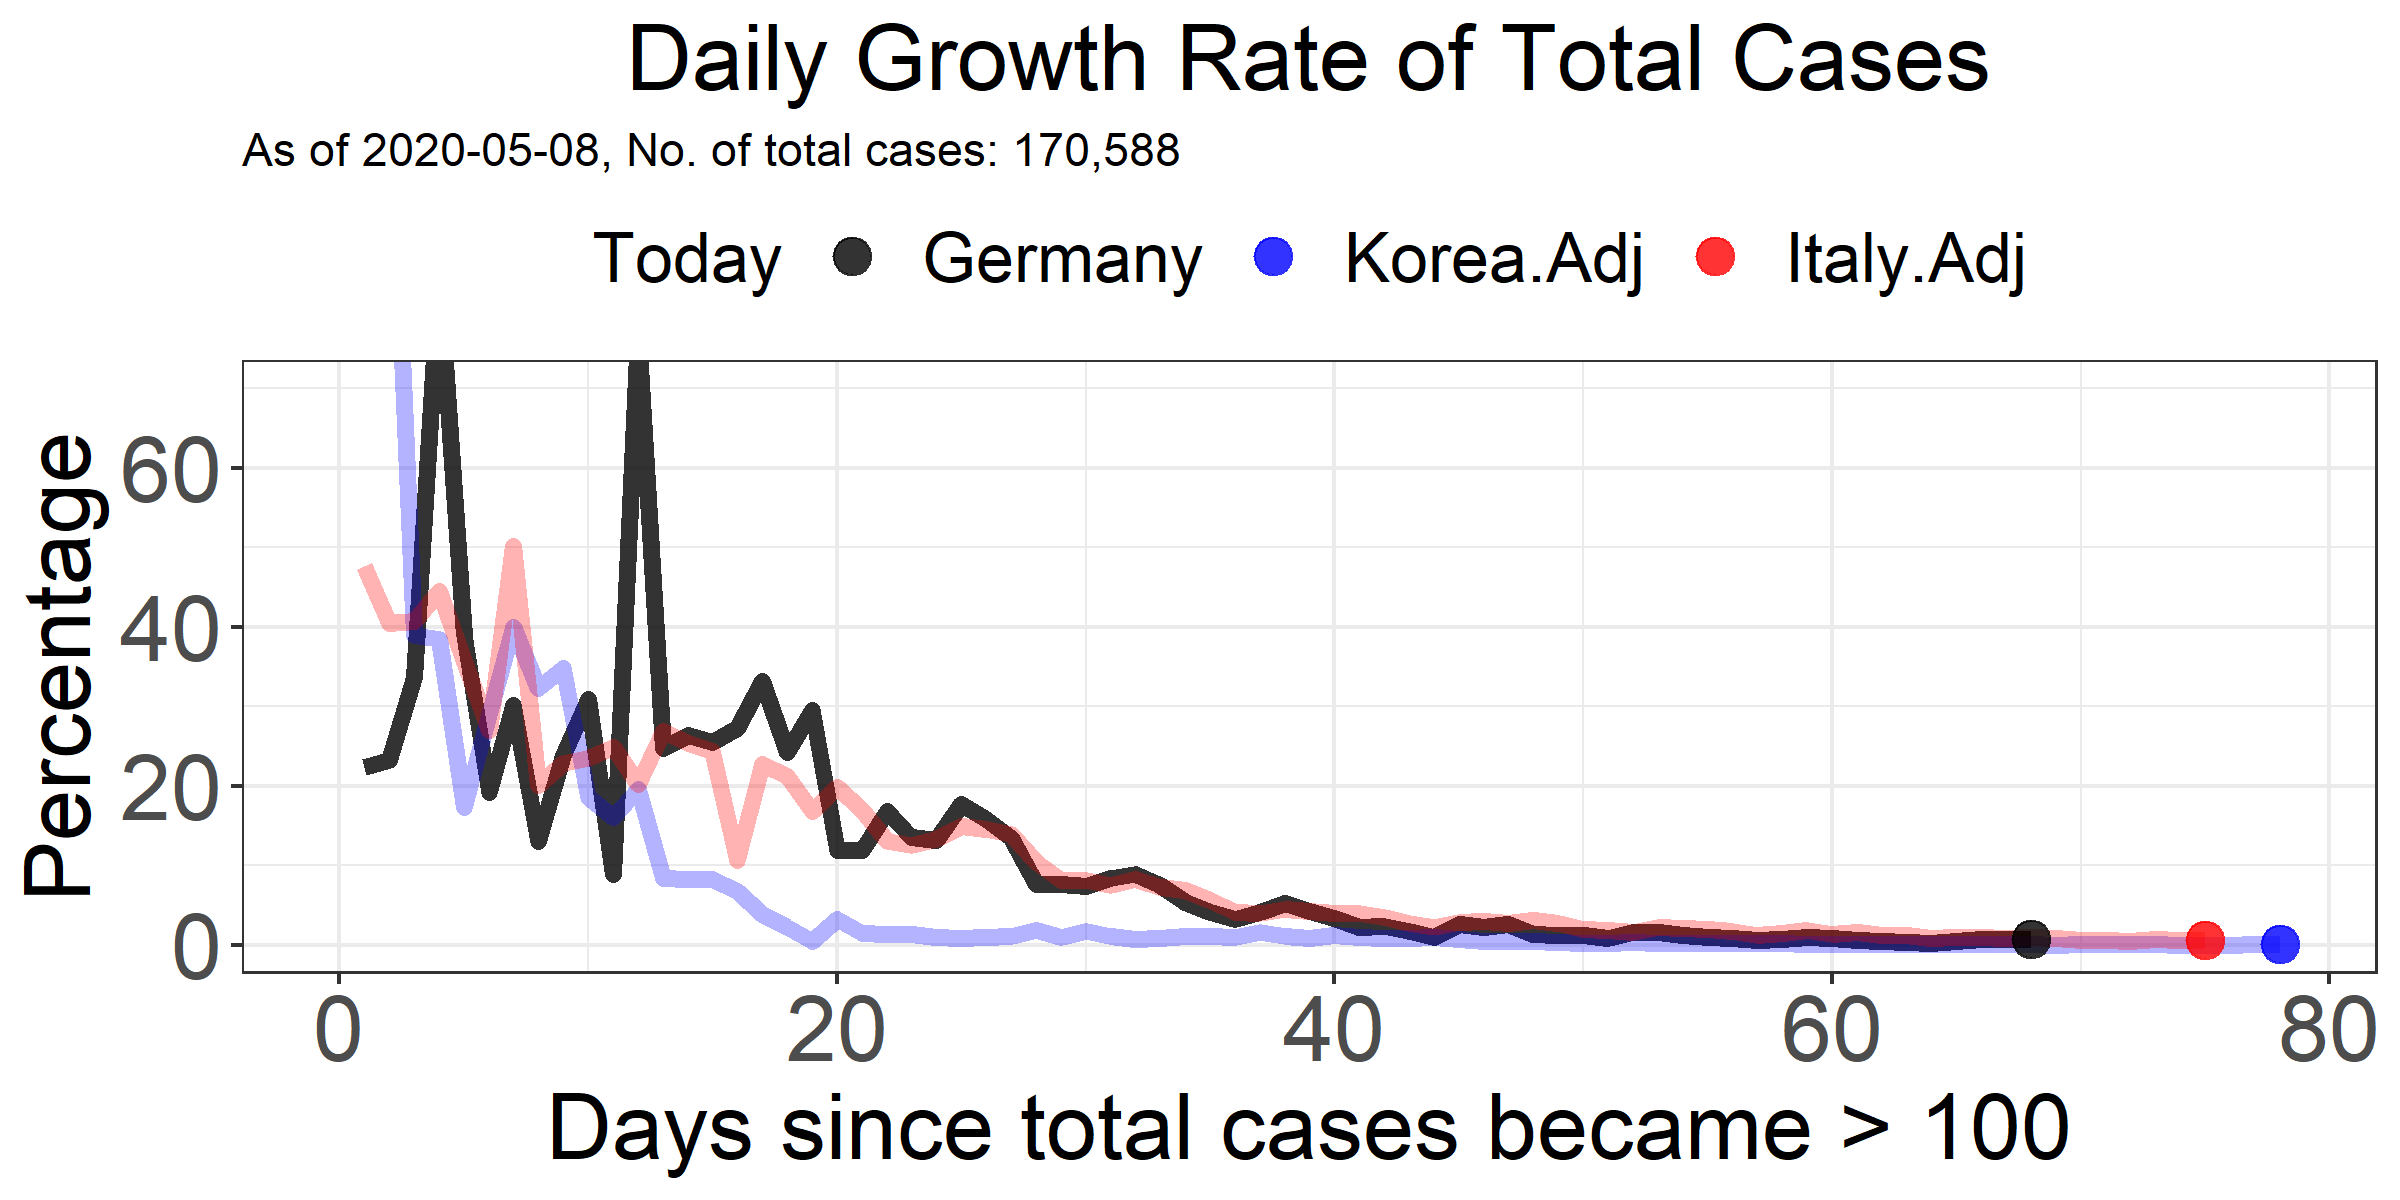 Daily Growth Rate of Total Cases
As of 2020-05-08, No. of total cases: 170,588
Today Germany Korea.Adj Italy.Adj
Percentage
60
40
20
0
0 20 40 60 80
Days since total cases became > 100